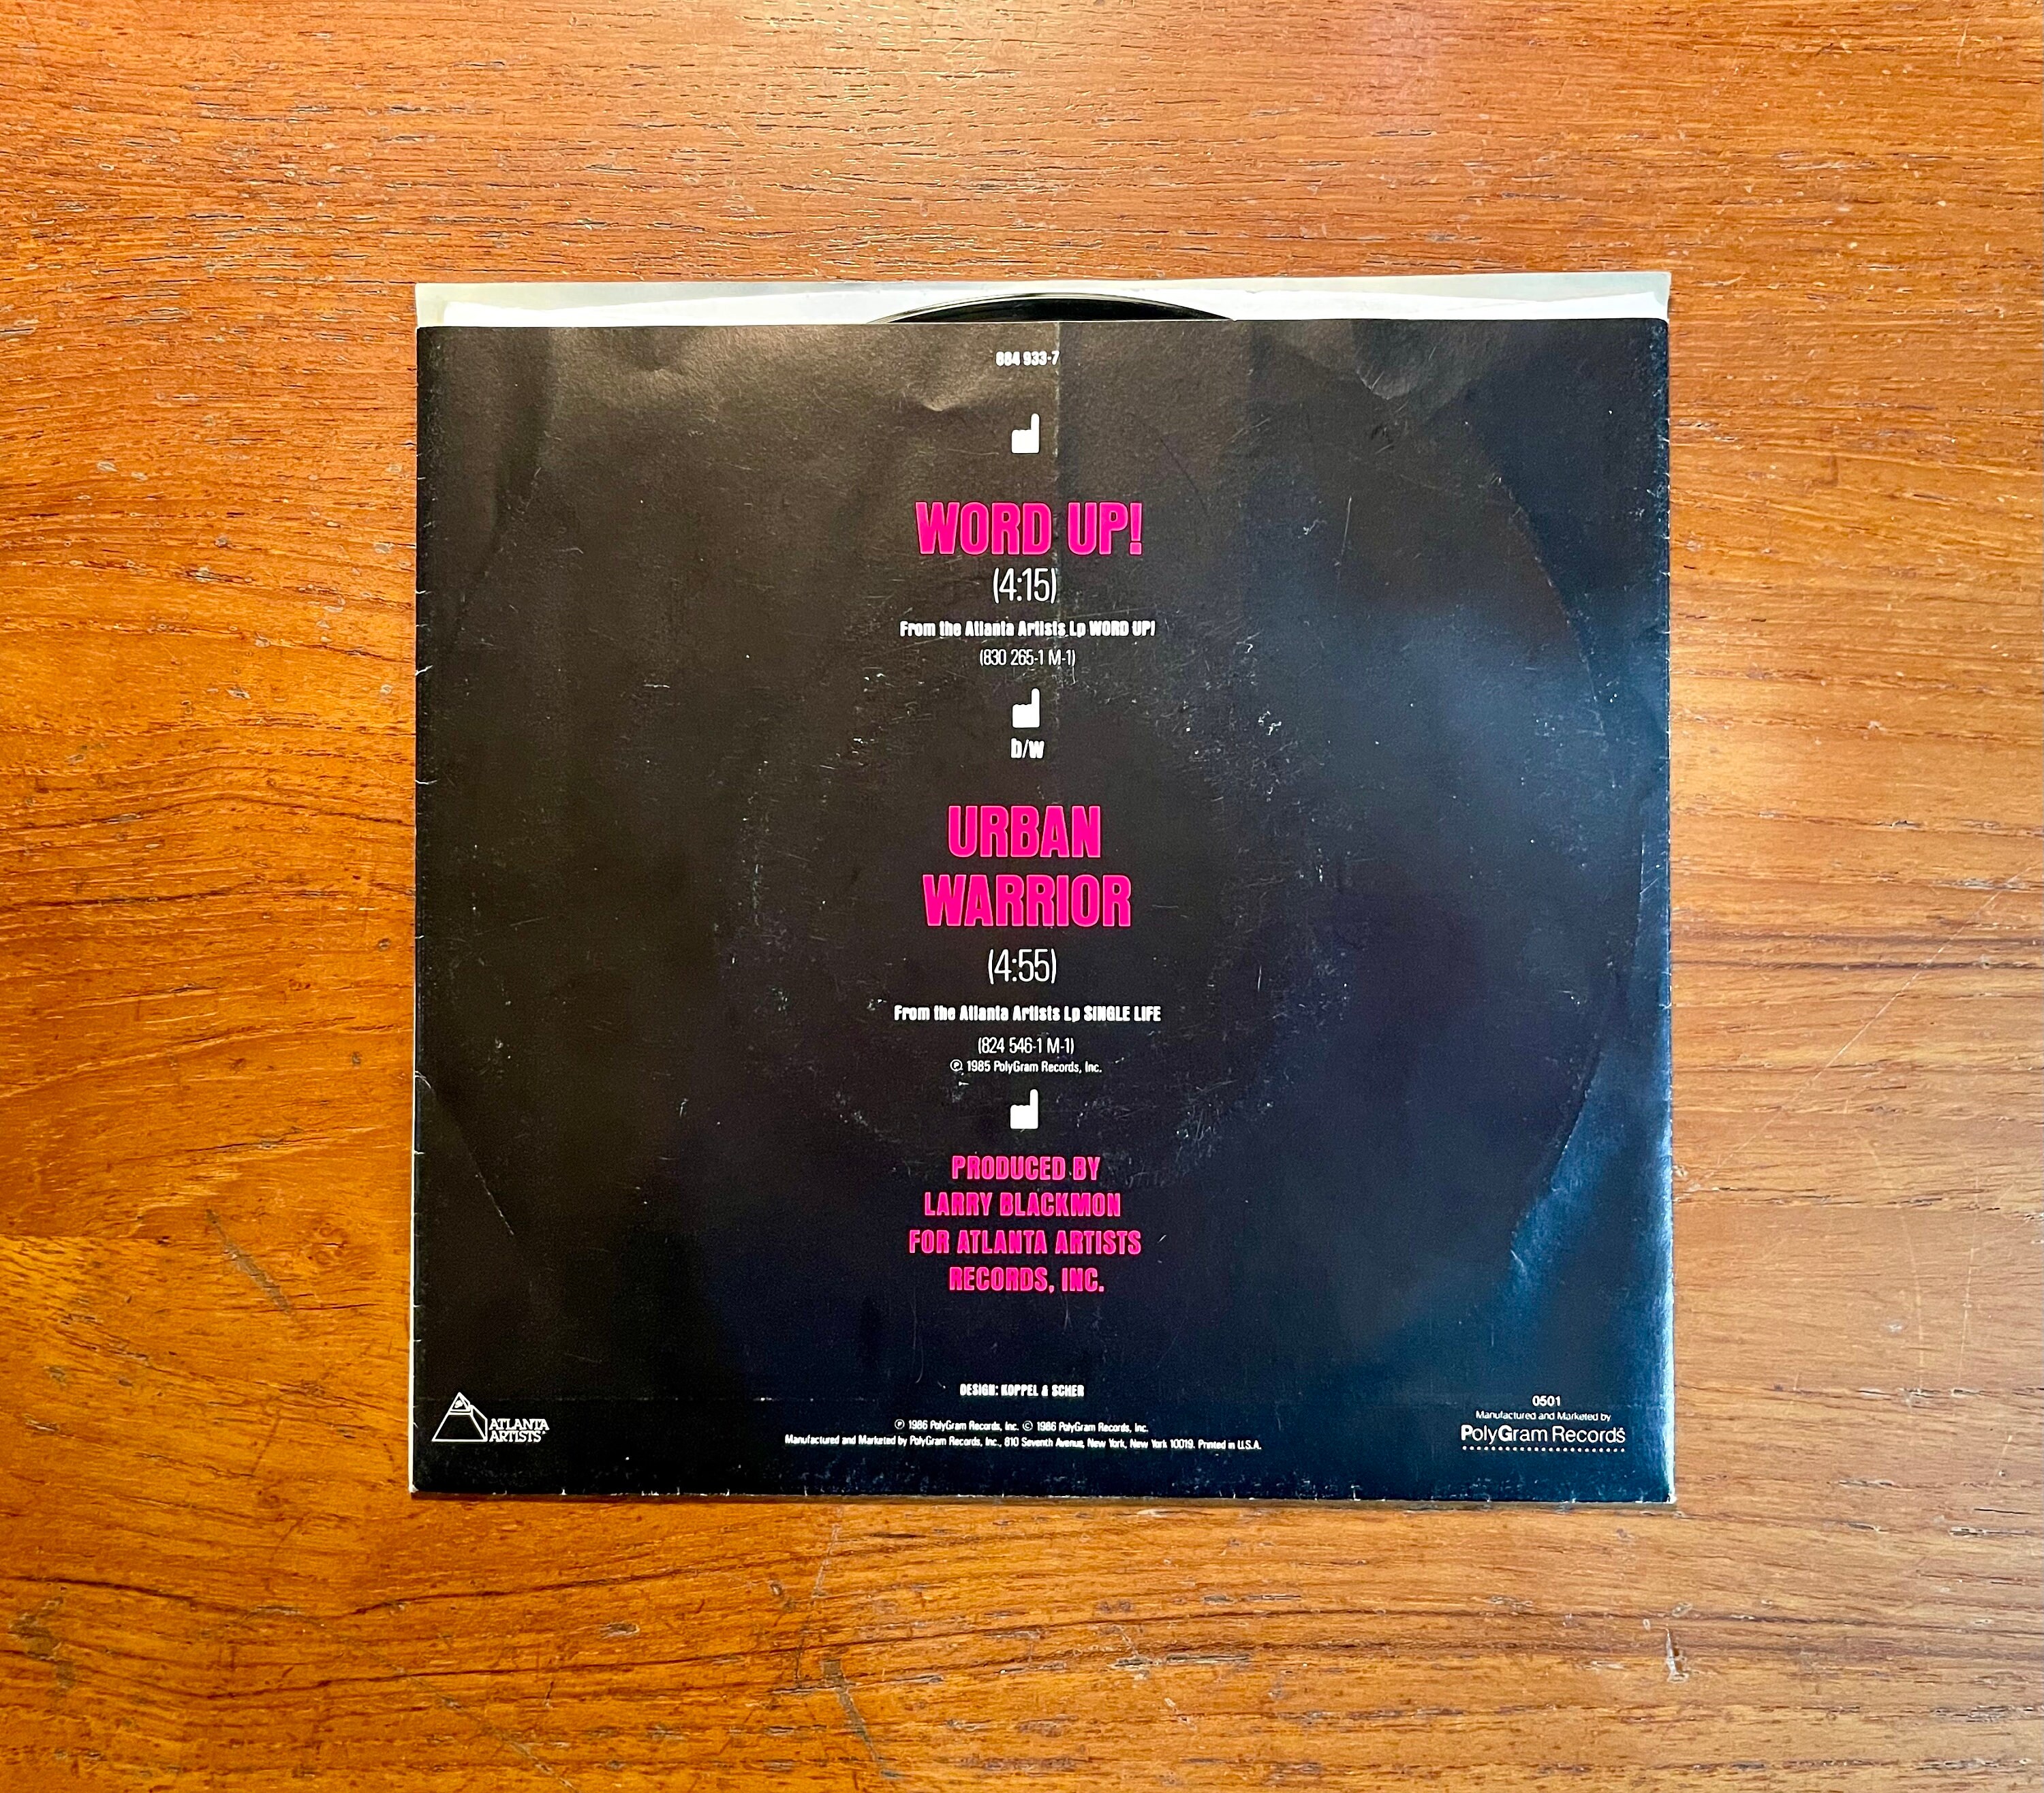 884 933-7
WORD UP!
(4:15)
From the Atlanta Artists Lp WORD UP!
(830 265-1 M-1)
b/w
URBAN
WARRIOR
(4:55)
From the Atlanta Artists Lp SINGLE LIFE
(824 546-1 M-1)
℗ 1985 PolyGram Records, Inc.
PRODUCED BY
LARRY BLACKMON
FOR ATLANTA ARTISTS
RECORDS, INC.
DESIGN: KOPPEL & SCHER
℗ 1986 PolyGram Records, Inc. © 1986 PolyGram Records, Inc.
Manufactured and Marketed by PolyGram Records, Inc., 810 Seventh Avenue, New York, New York 10019. Printed in U.S.A.
ATLANTA
ARTISTS
0501
Manufactured and Marketed by
PolyGram Records